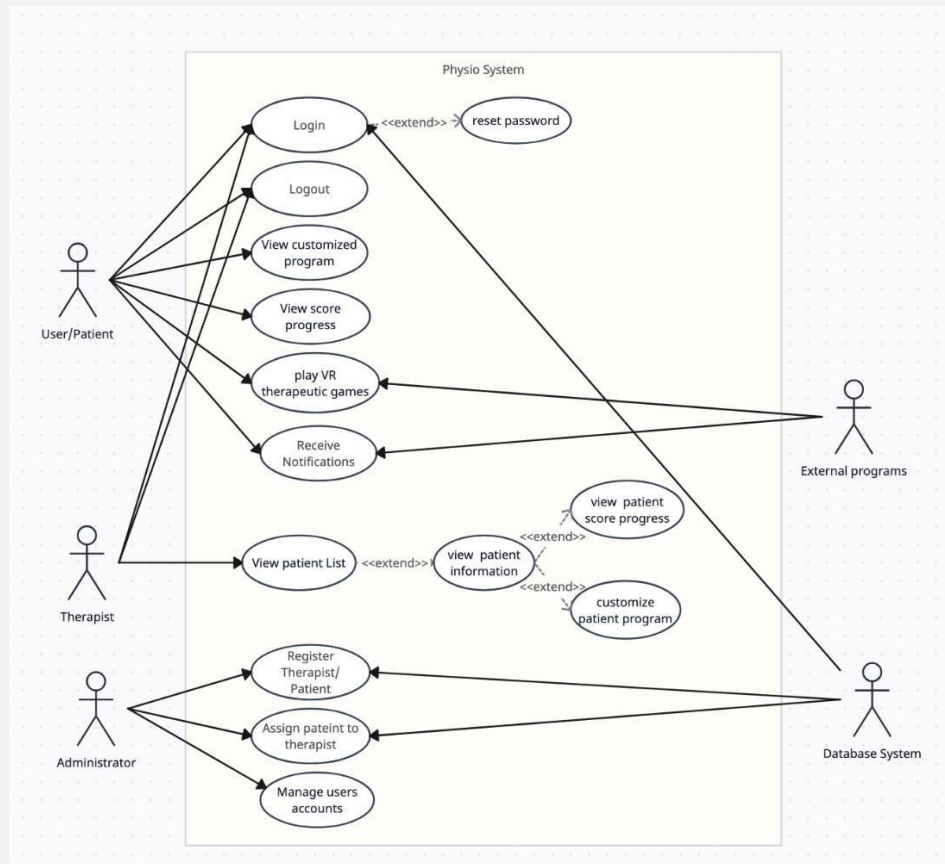 Physio System
Login
<<extend>>
reset password
Logout
View customized
program
View score
progress
User/Patient
play VR
therapeutic games
Receive
Notifications
External programs
view patient
score progress
<<extend>>
View patient List
<<extend>>
view patient
information
<<extend>>
customize
patient program
Therapist
Register
Therapist/
Patient
Assign pateint to
therapist
Administrator
Database System
Manage users
accounts